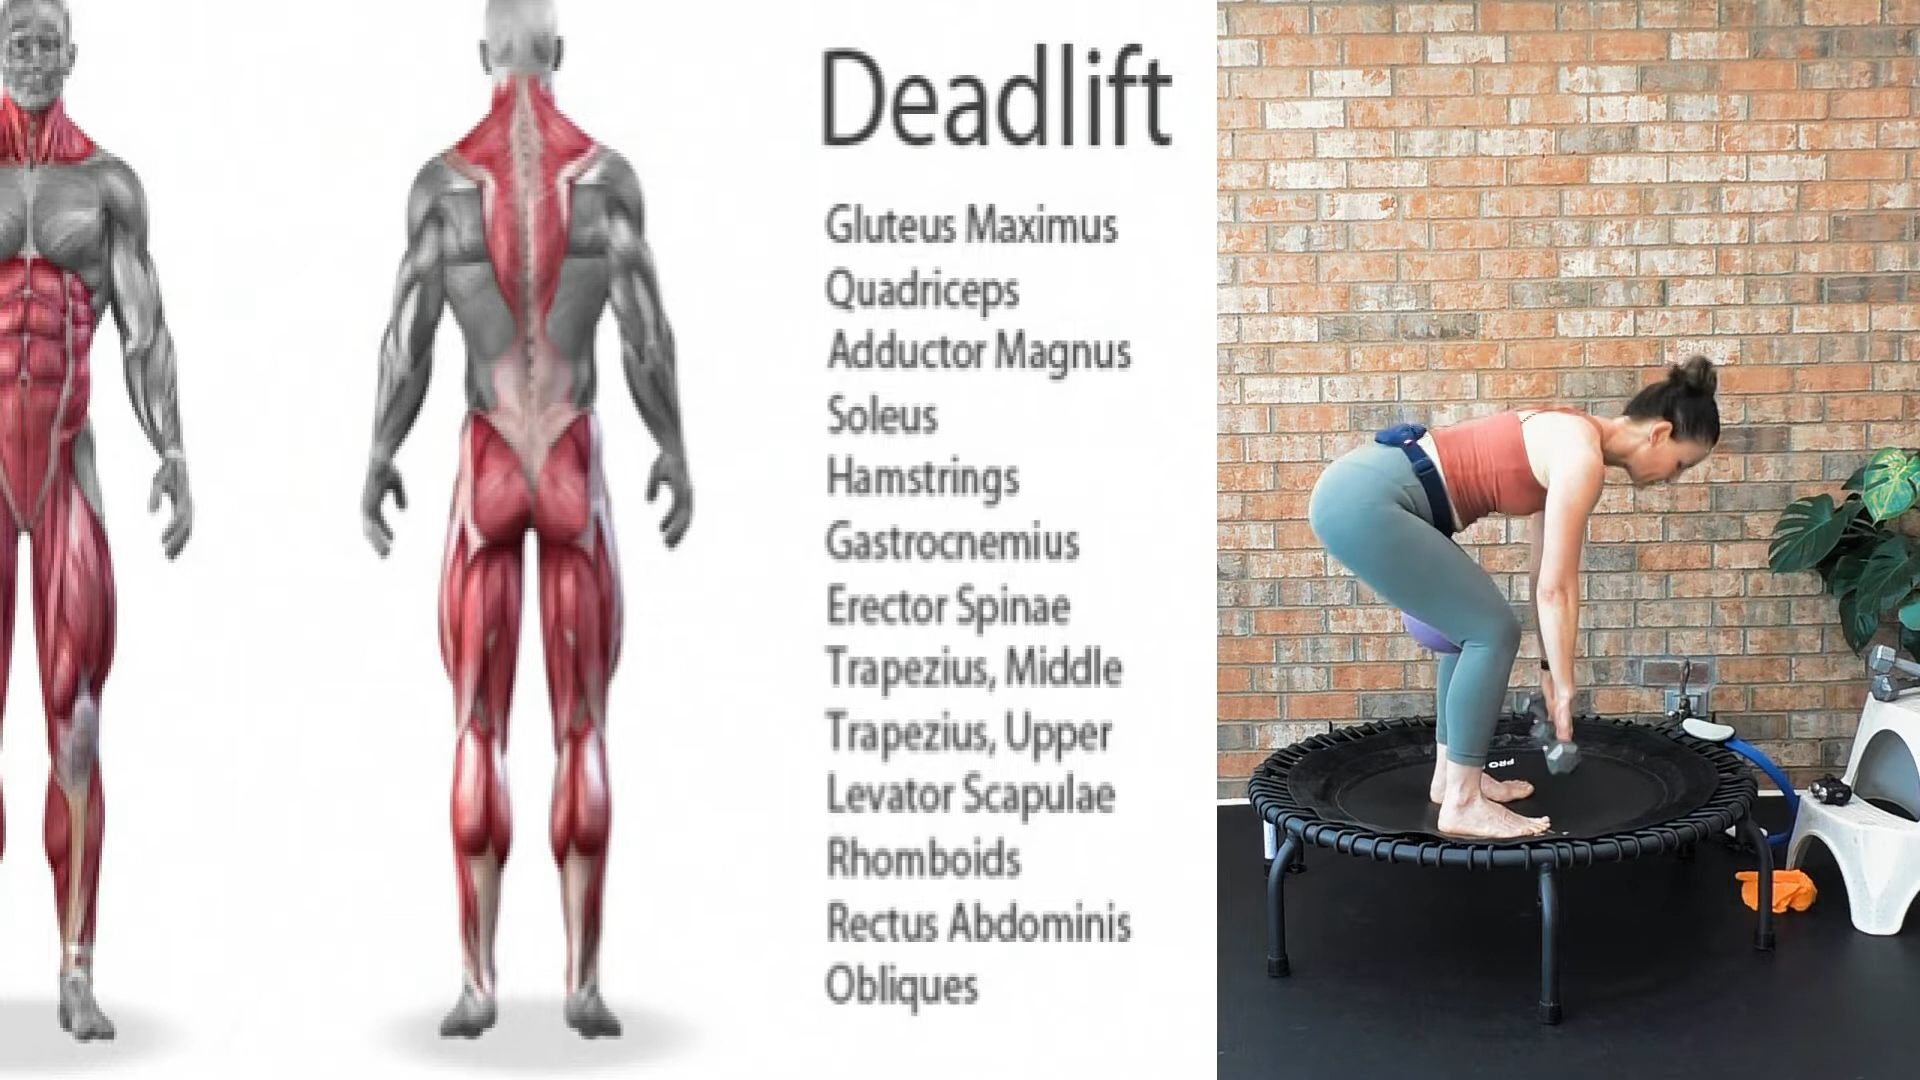 Deadlift
Gluteus Maximus
Quadriceps
Adductor Magnus
Soleus
Hamstrings
Gastrocnemius
Erector Spinae
Trapezius, Middle
Trapezius, Upper
Levator Scapulae
Rhomboids
Rectus Abdominis
Obliques
PRO